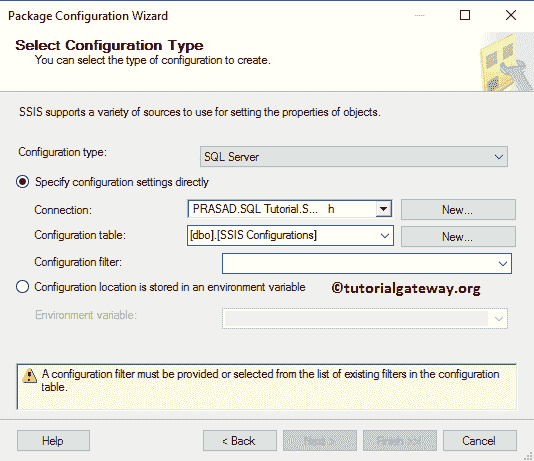 Package Configuration Wizard
Select Configuration Type
You can select the type of configuration to create.
SSIS supports a variety of sources to use for setting the properties of objects.
Configuration type: SQL Server
Specify configuration settings directly
Connection: PRASAD.SQL Tutorial.S... h New...
Configuration table: [dbo].[SSIS Configurations] New...
Configuration filter:
Configuration location is stored in an environment variable ©tutorialgateway.org
Environment variable:
A configuration filter must be provided or selected from the list of existing filters in the configuration
table.
Help < Back Next > Finish >>| Cancel